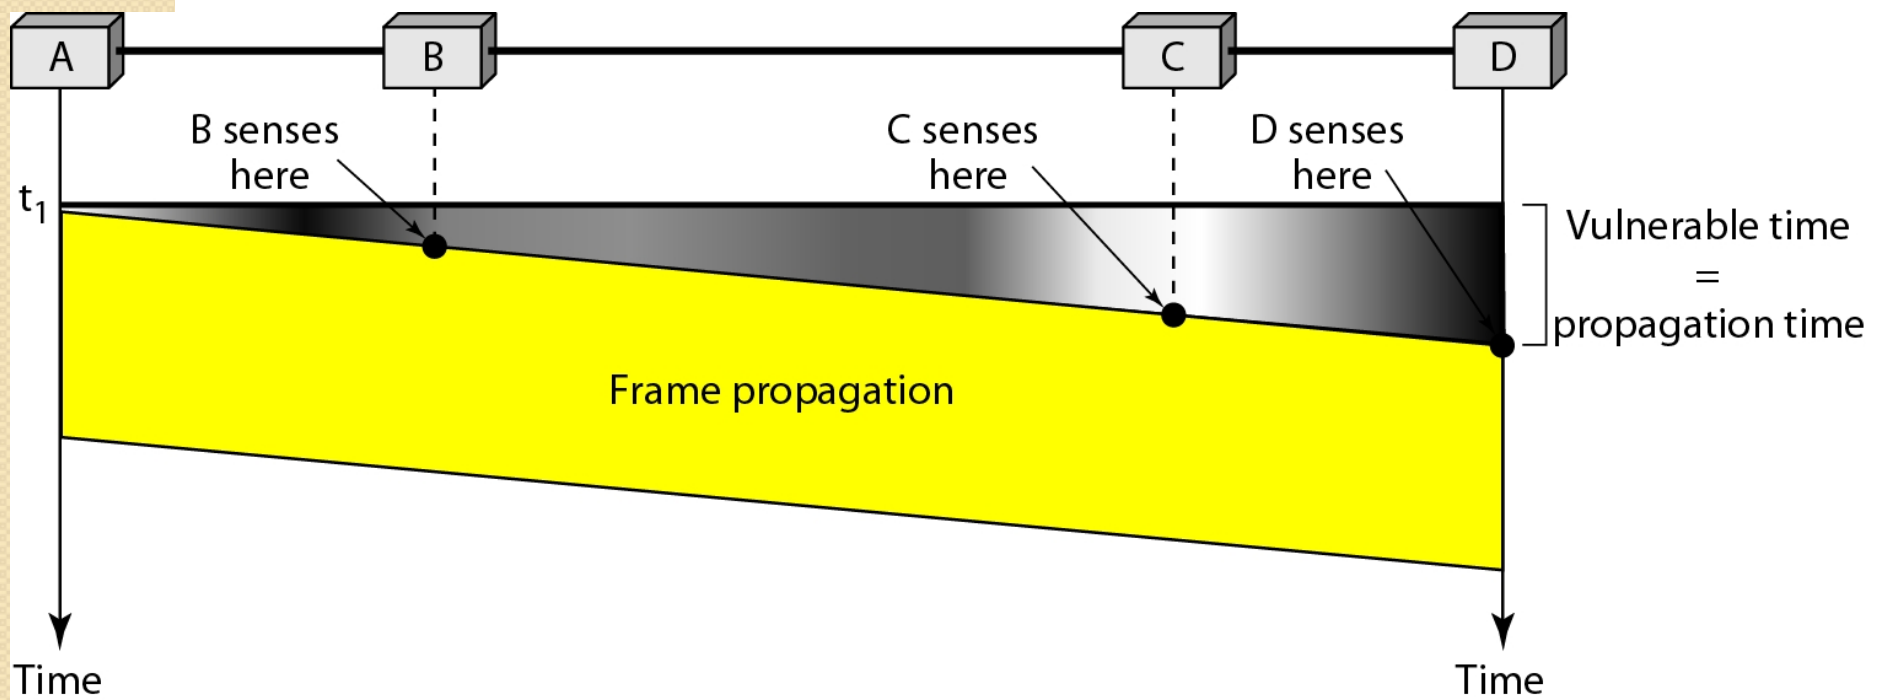 A
B
C
D
B senses
here
C senses
here
D senses
here
t1
Vulnerable time
=
propagation time
Frame propagation
Time
Time